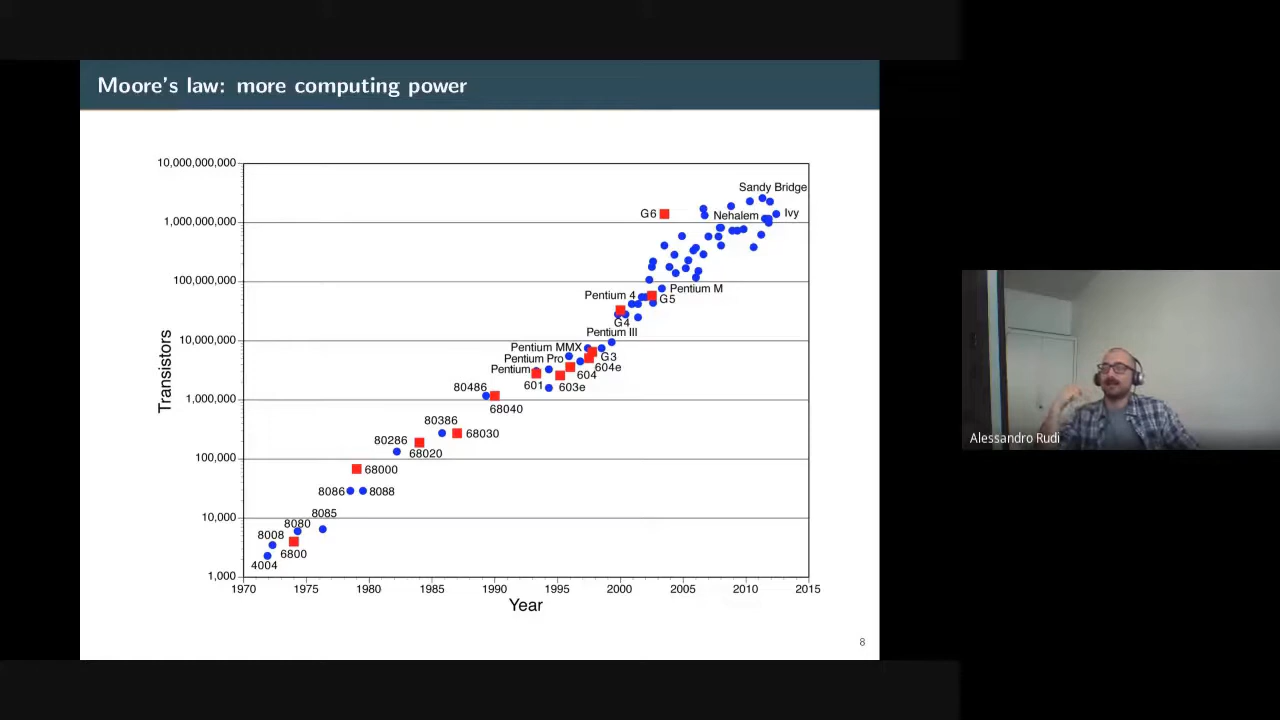 Moore's law: more computing power
10,000,000,000
Sandy Bridge
G6
Nehalem
Ivy
1,000,000,000
100,000,000
Pentium M
Pentium 4
G5
G4
Pentium III
10,000,000
Pentium MMX
Pentium Pro
G3
604e
Pentium
604
601
603e
Transistors
1,000,000
80486
68040
80386
68030
80286
68020
100,000
68000
8086
8088
10,000
8085
8080
8008
6800
4004
1,000
1970
1975
1980
1985
1990
1995
2000
2005
2010
2015
Year
8
Alessandro Rudi